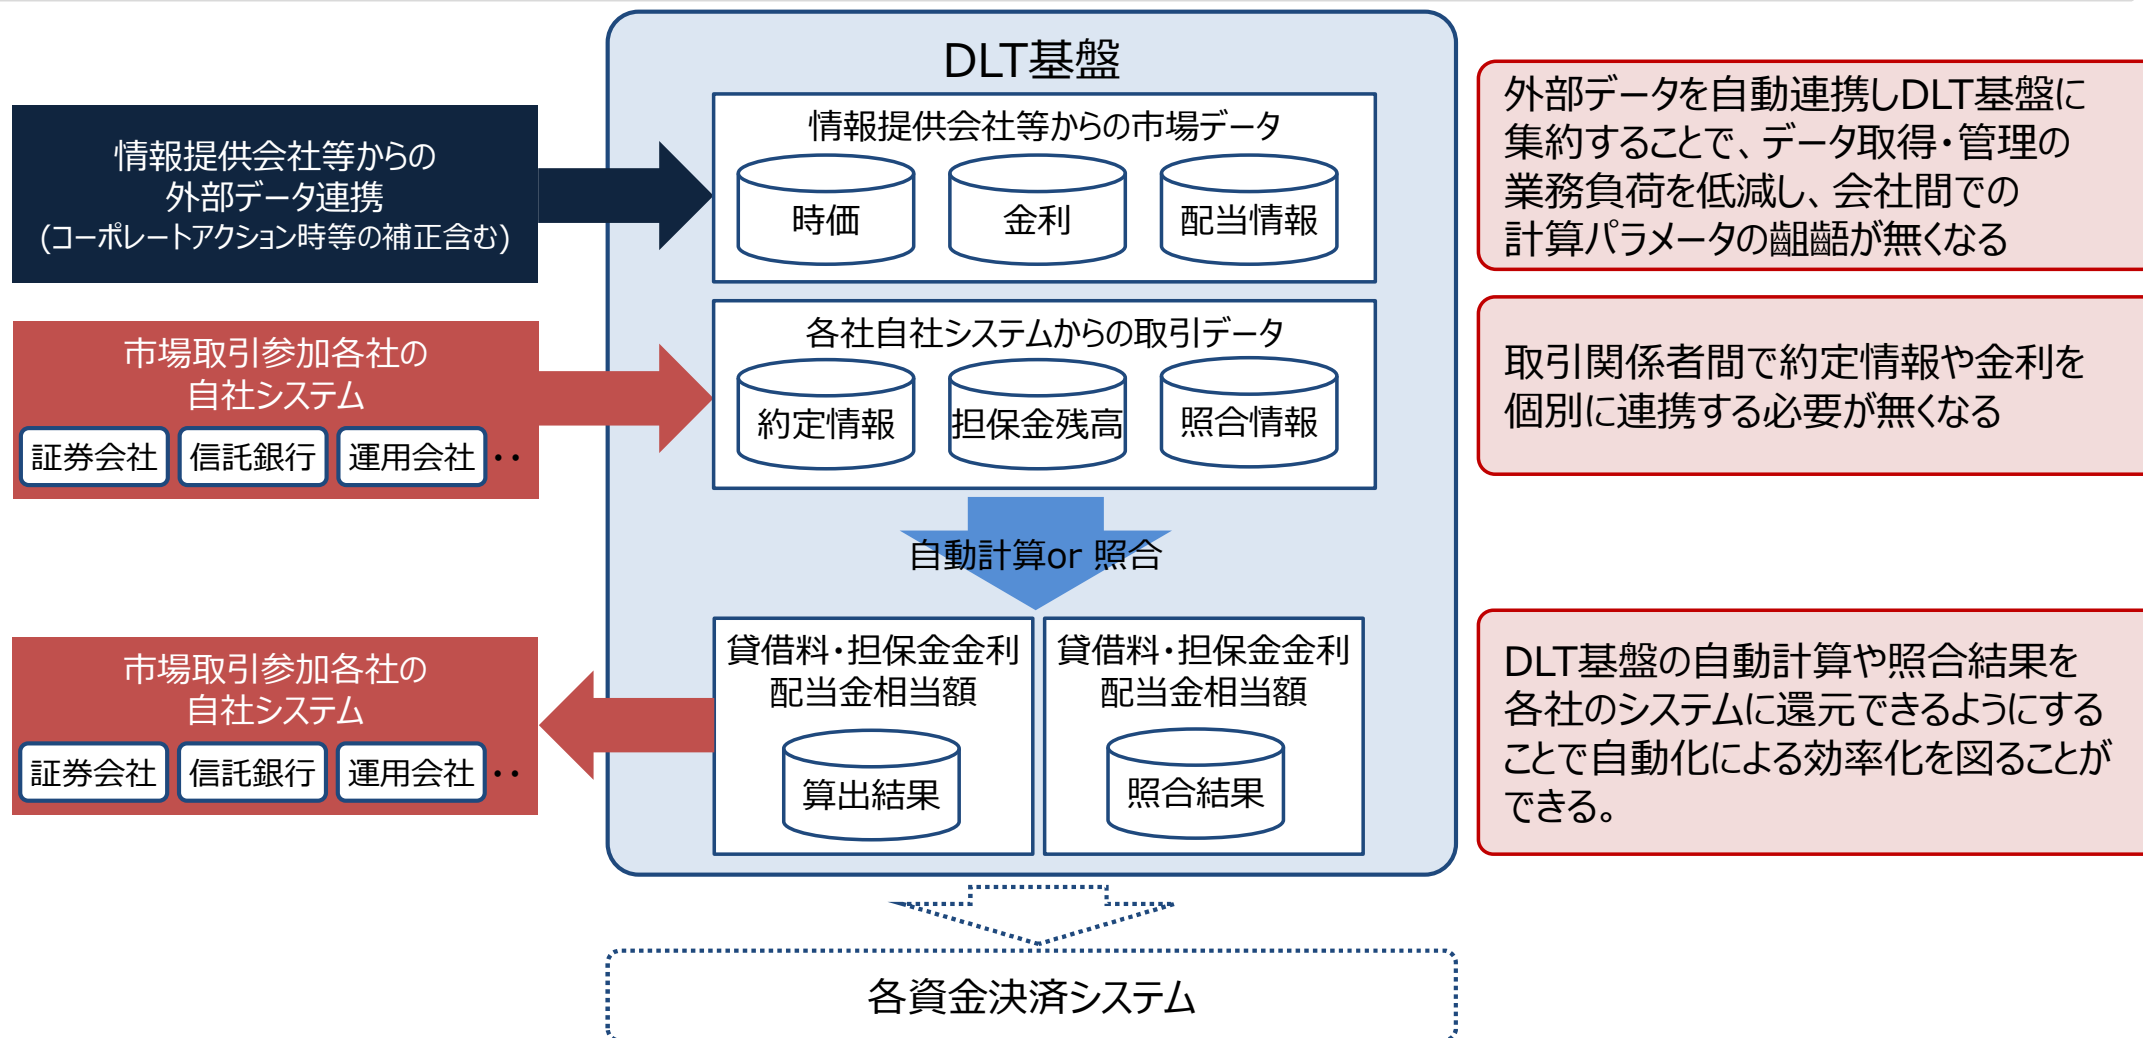 DLT基盤
情報提供会社等からの
外部データ連携
(コーポレートアクション時等の補正含む)
情報提供会社等からの市場データ
時価
金利
配当情報
外部データを自動連携しDLT基盤に
集約することで、データ取得・管理の
業務負荷を低減し、会社間での
計算パラメータの齟齬が無くなる
市場取引参加各社の
自社システム
証券会社
信託銀行
運用会社
・・
各社自社システムからの取引データ
約定情報
担保金残高
照合情報
取引関係者間で約定情報や金利を
個別に連携する必要が無くなる
自動計算or 照合
市場取引参加各社の
自社システム
証券会社
信託銀行
運用会社
・・
貸借料・担保金金利
配当金相当額
算出結果
貸借料・担保金金利
配当金相当額
照合結果
DLT基盤の自動計算や照合結果を
各社のシステムに還元できるようにする
ことで自動化による効率化を図ることが
できる。
各資金決済システム